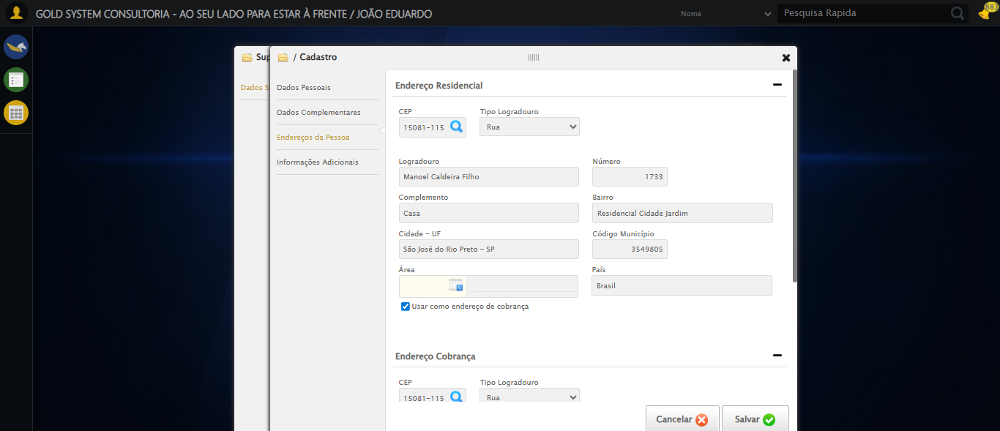 GOLD SYSTEM CONSULTORIA - AO SEU LADO PARA ESTAR À FRENTE / JOÃO EDUARDO
Nome
Pesquisa Rapida
883
Sup
/ Cadastro
Dados S
Dados Pessoais
Dados Complementares
Endereços da Pessoa
Informações Adicionais
Endereço Residencial
CEP Tipo Logradouro
15081-115 Rua
Logradouro Número
Manoel Caldeira Filho 1733
Complemento Bairro
Casa Residencial Cidade Jardim
Cidade - UF Código Município
São José do Rio Preto - SP 3549805
Área País
Brasil
Usar como endereço de cobrança
Endereço Cobrança
CEP Tipo Logradouro
15081-115 Rua
Cancelar Salvar